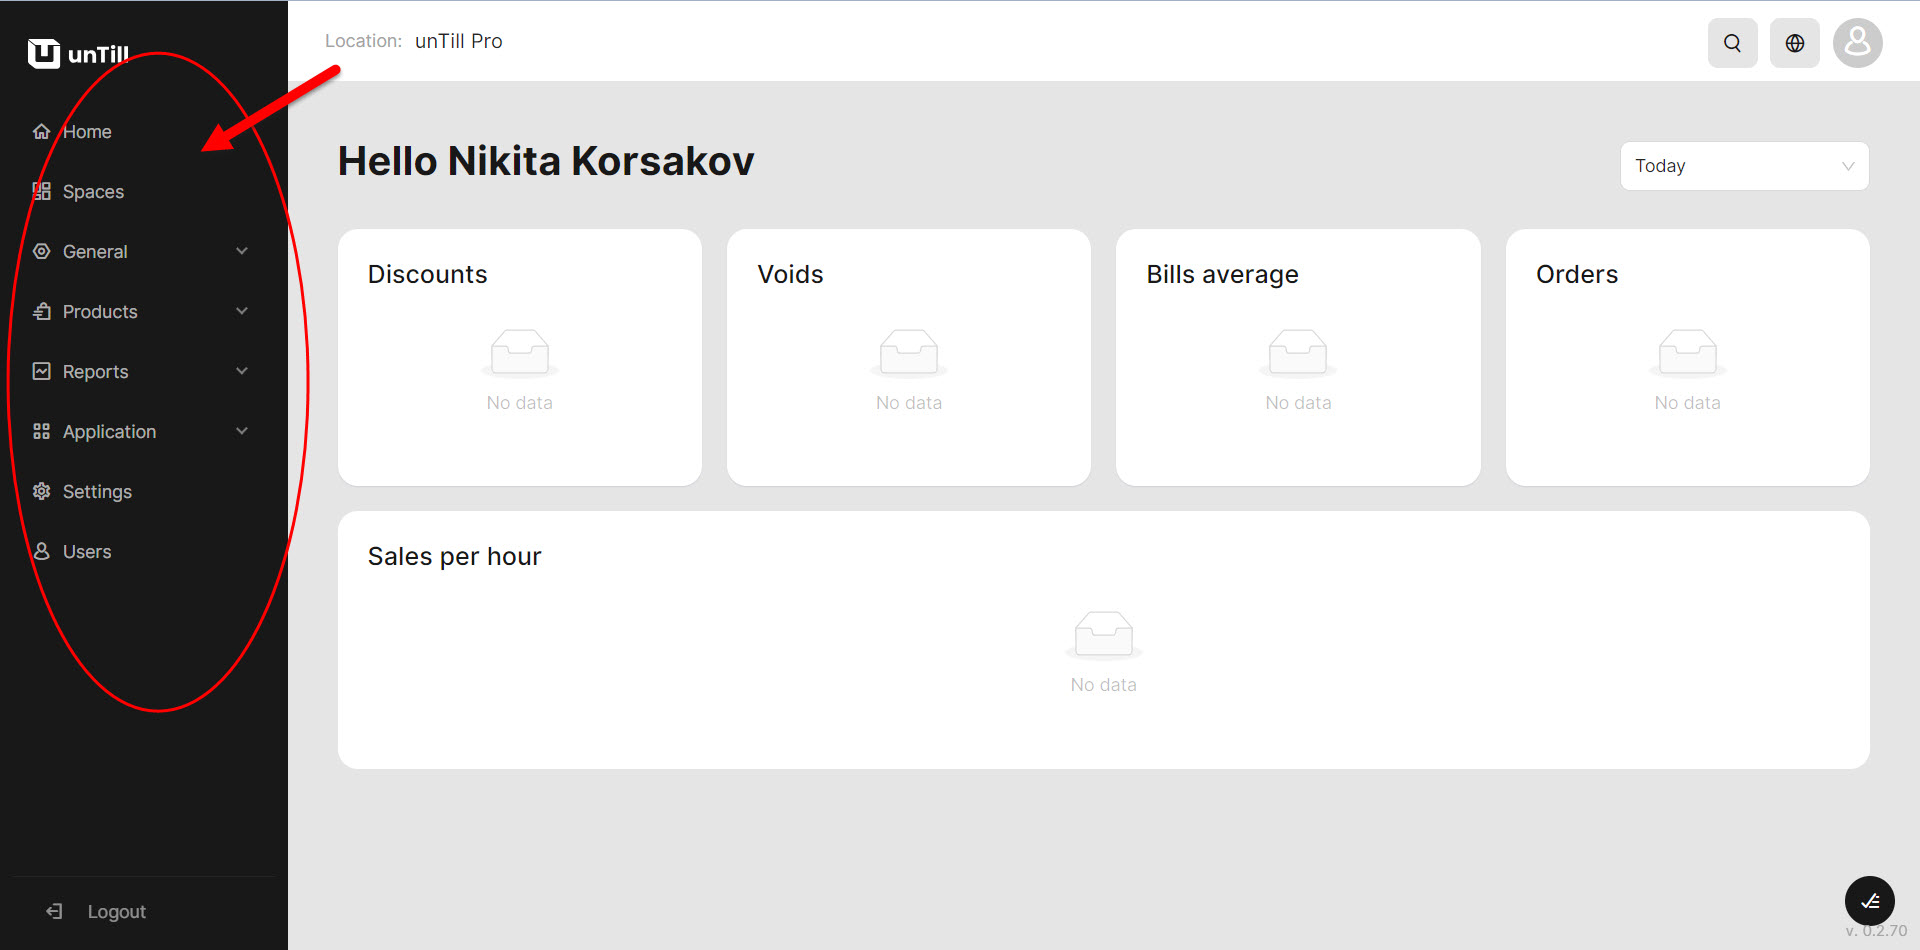 unTill
Location: unTill Pro
Home
Spaces
General
Products
Reports
Application
Settings
Users
Logout
Hello Nikita Korsakov
Today
Discounts
No data
Voids
No data
Bills average
No data
Orders
No data
Sales per hour
No data
v. 0.2.70